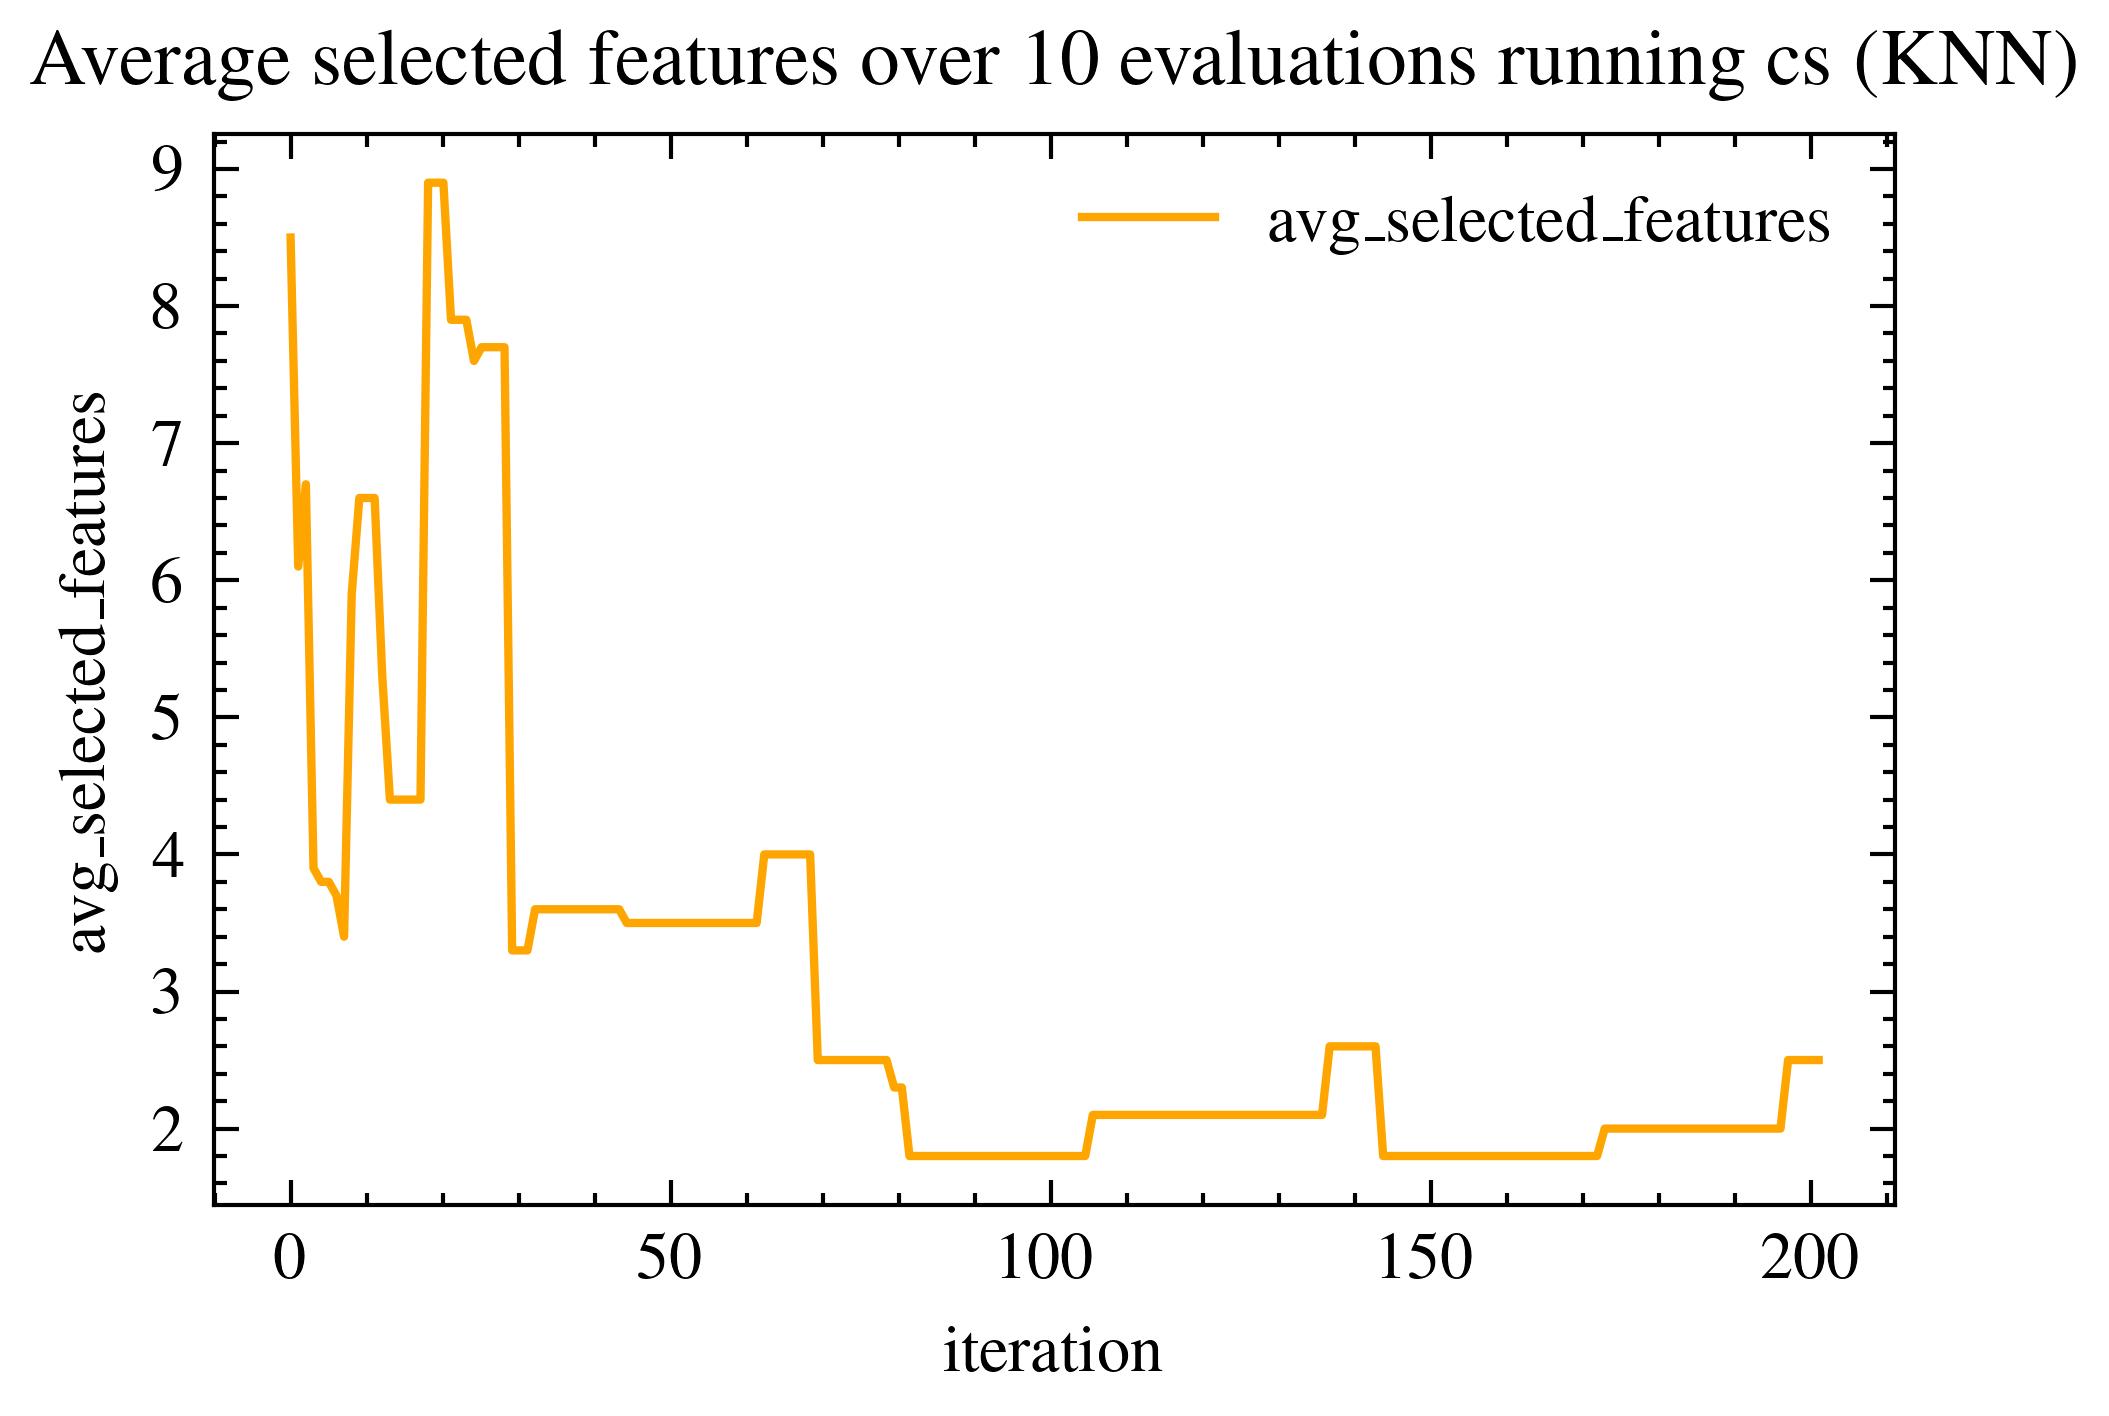 Average selected features over 10 evaluations running cs (KNN)
avg_selected_features
avg_selected_features
9
8
7
6
5
4
3
2
0 50 100 150 200
iteration